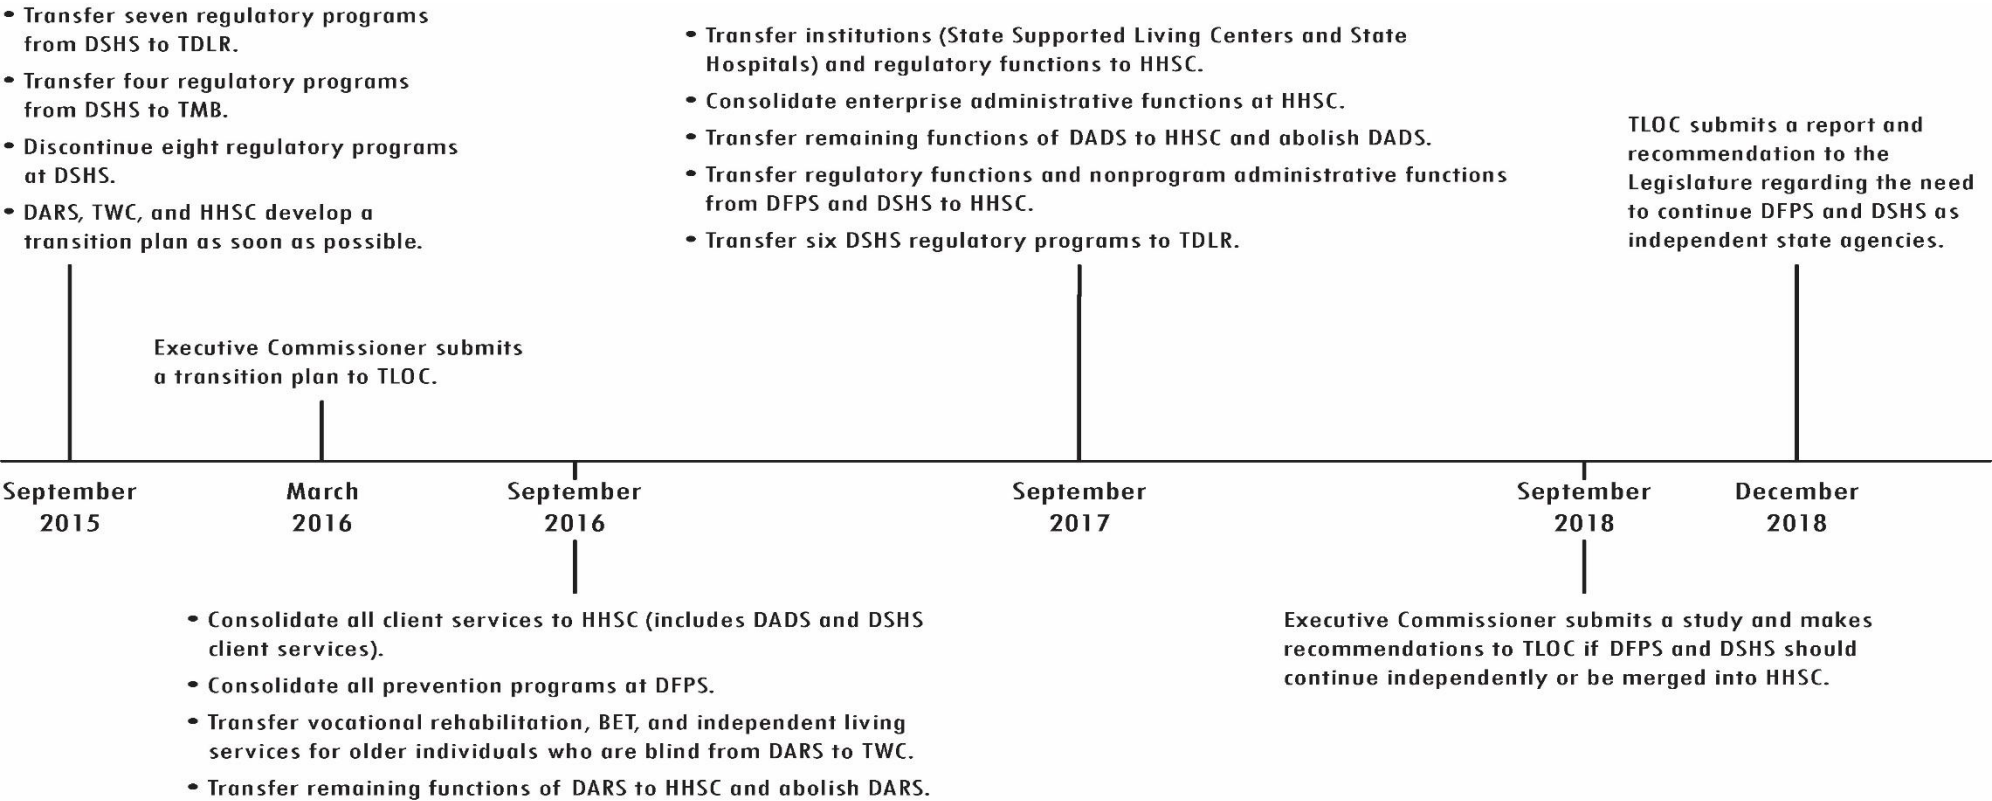 • Transfer seven regulatory programs
from DSHS to TDLR.
• Transfer four regulatory programs
from DSHS to TMB.
• Discontinue eight regulatory programs
at DSHS.
• DARS, TWC, and HHSC develop a
transition plan as soon as possible.
Executive Commissioner submits
a transition plan to TLOC.
• Transfer institutions (State Supported Living Centers and State
Hospitals) and regulatory functions to HHSC.
• Consolidate enterprise administrative functions at HHSC.
• Transfer remaining functions of DADS to HHSC and abolish DADS.
• Transfer regulatory functions and nonprogram administrative functions
from DFPS and DSHS to HHSC.
• Transfer six DSHS regulatory programs to TDLR.
TLOC submits a report and
recommendation to the
Legislature regarding the need
to continue DFPS and DSHS as
independent state agencies.
September
2015
March
2016
September
2016
September
2017
September
2018
December
2018
• Consolidate all client services to HHSC (includes DADS and DSHS
client services).
• Consolidate all prevention programs at DFPS.
• Transfer vocational rehabilitation, BET, and independent living
services for older individuals who are blind from DARS to TWC.
• Transfer remaining functions of DARS to HHSC and abolish DARS.
Executive Commissioner submits a study and makes
recommendations to TLOC if DFPS and DSHS should
continue independently or be merged into HHSC.